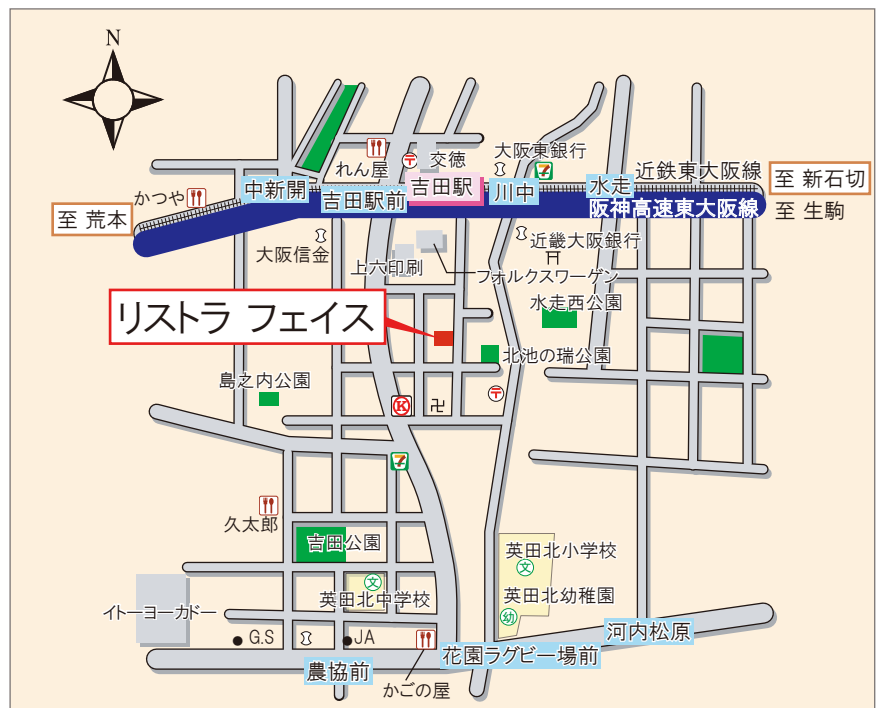 N
れん屋
交徳
大阪東銀行
近鉄東大阪線
至 新石切
かつや
中新開
吉田駅前
吉田駅
川中
水走
阪神高速東大阪線
至 生駒
至 荒本
大阪信金
近畿大阪銀行
上六印刷
フォルクスワーゲン
水走西公園
リストラ フェイス
北池の瑞公園
島之内公園
K
卍
7
7
久太郎
吉田公園
英田北小学校
文
文
英田北中学校
英田北幼稚園
幼
イトーヨーカドー
G.S
JA
河内松原
花園ラグビー場前
農協前
かごの屋